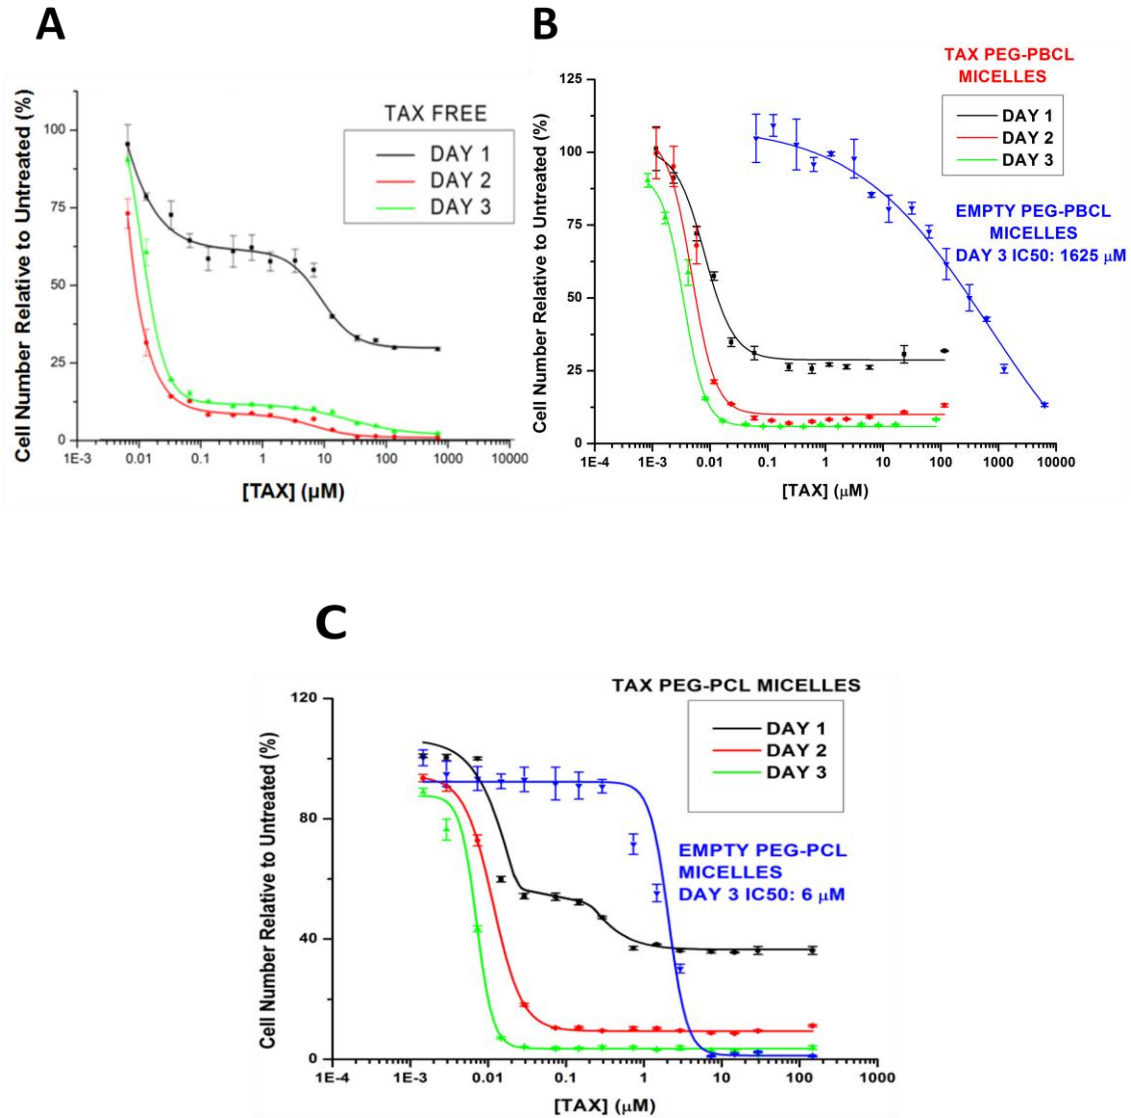 A
Cell Number Relative to Untreated (%)
100
75
50
25
0
1E-3 0.01 0.1 1 10 100 1000 10000
[TAX] (µM)
TAX FREE
DAY 1
DAY 2
DAY 3
B
Cell Number Relative to Untreated (%)
125
100
75
50
25
0
1E-4 1E-3 0.01 0.1 1 10 100 1000 10000
[TAX] (µM)
TAX PEG-PBCL
MICELLES
DAY 1
DAY 2
DAY 3
EMPTY PEG-PBCL
MICELLES
DAY 3 IC50: 1625 µM
C
TAX PEG-PCL MICELLES
Cell Number Relative to Untreated (%)
120
80
40
0
1E-4 1E-3 0.01 0.1 1 10 100 1000
[TAX] (µM)
DAY 1
DAY 2
DAY 3
EMPTY PEG-PCL
MICELLES
DAY 3 IC50: 6 µM